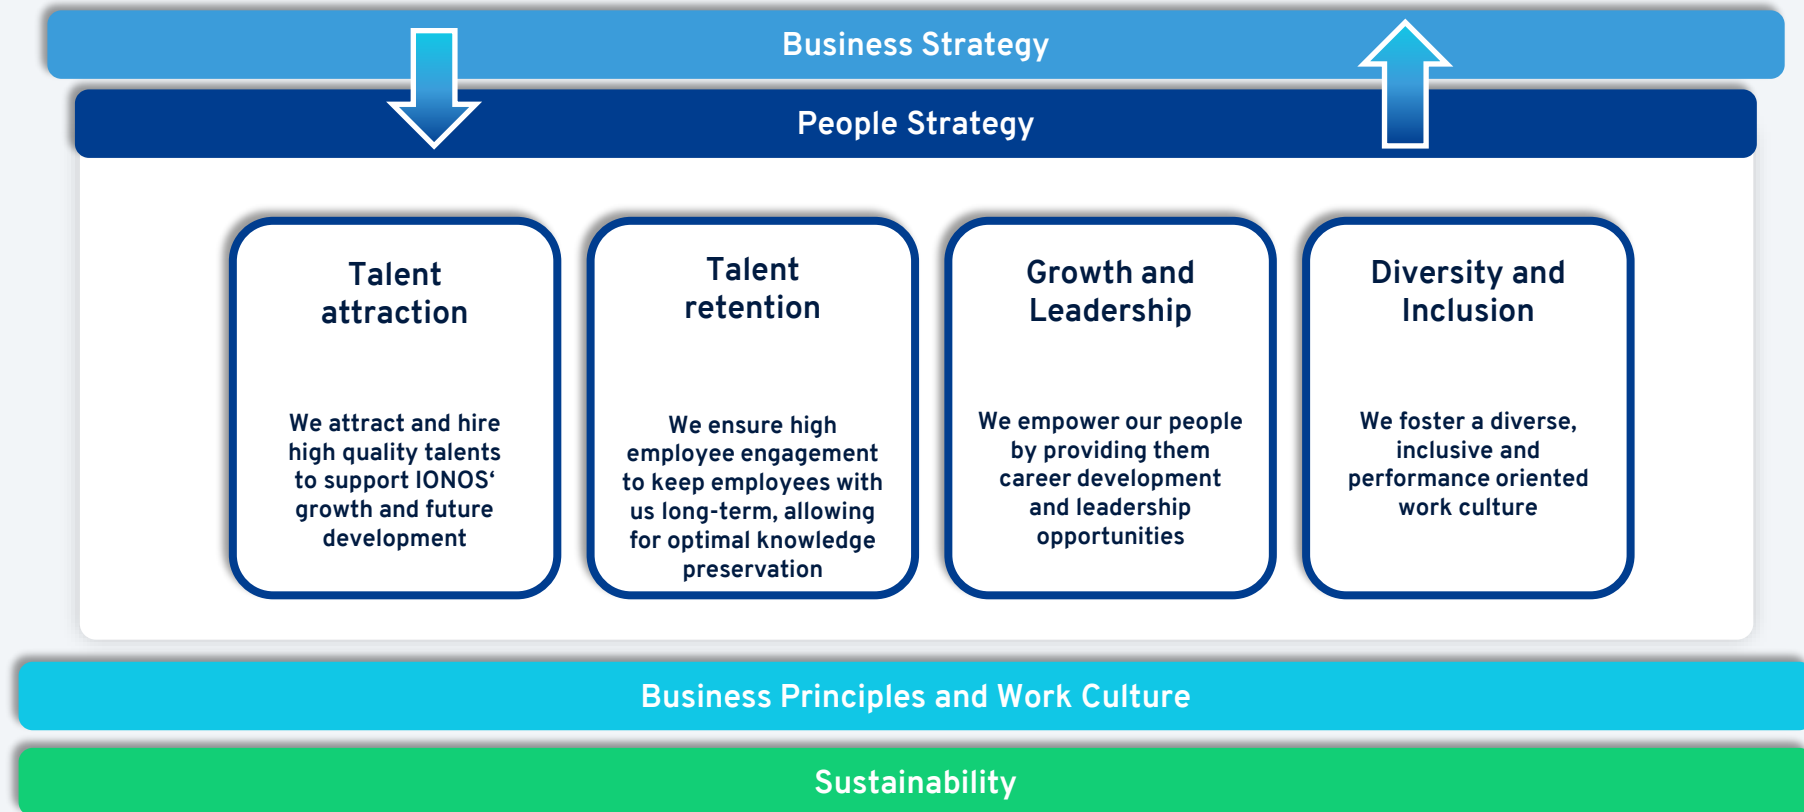 Business Strategy
People Strategy
Talent
attraction
We attract and hire
high quality talents
to support IONOS‘
growth and future
development
Talent
retention
We ensure high
employee engagement
to keep employees with
us long-term, allowing
for optimal knowledge
preservation
Growth and
Leadership
We empower our people
by providing them
career development
and leadership
opportunities
Diversity and
Inclusion
We foster a diverse,
inclusive and
performance oriented
work culture
Business Principles and Work Culture
Sustainability